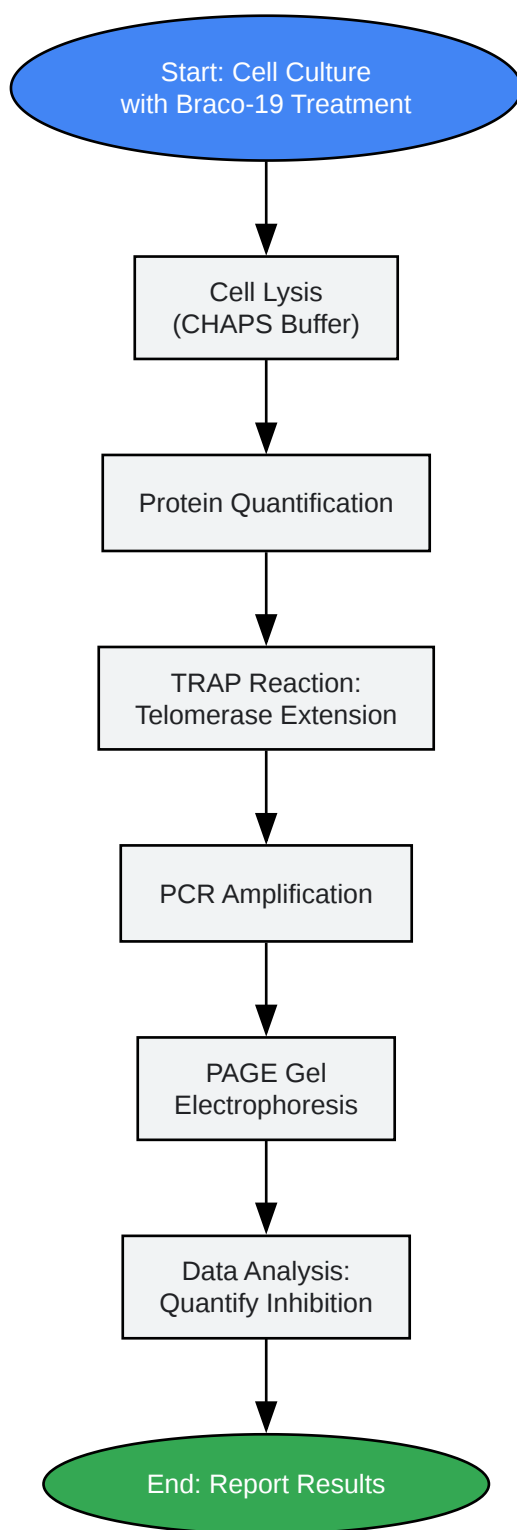 Start: Cell Culture
with Braco-19 Treatment
Cell Lysis
(CHAPS Buffer)
Protein Quantification
TRAP Reaction:
Telomerase Extension
PCR Amplification
PAGE Gel
Electrophoresis
Data Analysis:
Quantify Inhibition
End: Report Results